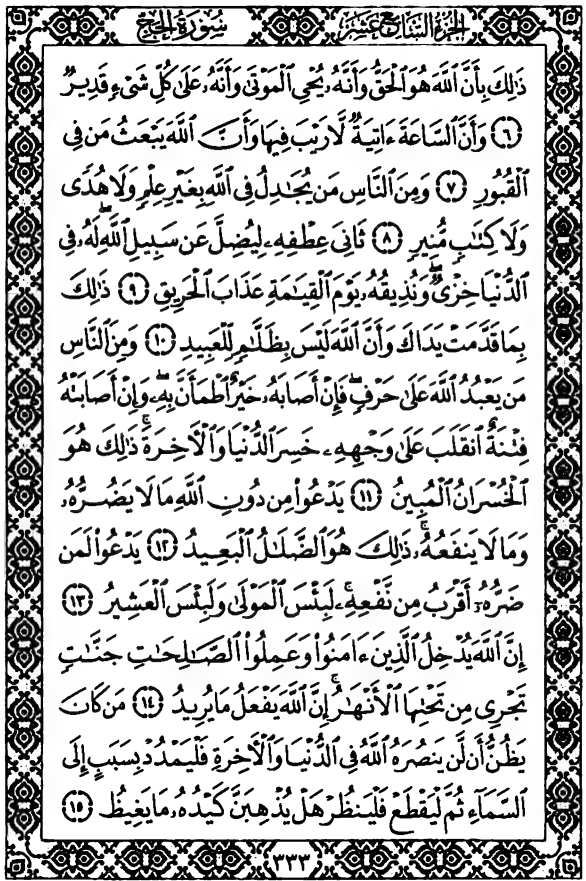 الجزء السابع عشر سورة الحج
ذَٰلِكَ بِأَنَّ ٱللَّهَ هُوَ ٱلْحَقُّ وَأَنَّهُۥ يُحْىِ ٱلْمَوْتَىٰ وَأَنَّهُۥ عَلَىٰ كُلِّ شَىْءٍ قَدِيرٌ
٦ وَأَنَّ ٱلسَّاعَةَ ءَاتِيَةٌ لَّا رَيْبَ فِيهَا وَأَنَّ ٱللَّهَ يَبْعَثُ مَن فِى
ٱلْقُبُورِ ٧ وَمِنَ ٱلنَّاسِ مَن يُجَٰدِلُ فِى ٱللَّهِ بِغَيْرِ عِلْمٍ وَلَا هُدًى
وَلَا كِتَٰبٍ مُّنِيرٍ ٨ ثَانِىَ عِطْفِهِۦ لِيُضِلَّ عَن سَبِيلِ ٱللَّهِ ۖ لَهُۥ فِى
ٱلدُّنْيَا خِزْىٌ ۖ وَنُذِيقُهُۥ يَوْمَ ٱلْقِيَٰمَةِ عَذَابَ ٱلْحَرِيقِ ٩ ذَٰلِكَ
بِمَا قَدَّمَتْ يَدَاكَ وَأَنَّ ٱللَّهَ لَيْسَ بِظَلَّٰمٍ لِّلْعَبِيدِ ١٠ وَمِنَ ٱلنَّاسِ
مَن يَعْبُدُ ٱللَّهَ عَلَىٰ حَرْفٍ ۖ فَإِنْ أَصَابَهُۥ خَيْرٌ ٱطْمَأَنَّ بِهِۦ ۖ وَإِنْ أَصَابَتْهُ
فِتْنَةٌ ٱنقَلَبَ عَلَىٰ وَجْهِهِۦ خَسِرَ ٱلدُّنْيَا وَٱلْءَاخِرَةَ ۚ ذَٰلِكَ هُوَ
ٱلْخُسْرَانُ ٱلْمُبِينُ ١١ يَدْعُوا۟ مِن دُونِ ٱللَّهِ مَا لَا يَضُرُّهُۥ
وَمَا لَا يَنفَعُهُۥ ۚ ذَٰلِكَ هُوَ ٱلضَّلَٰلُ ٱلْبَعِيدُ ١٢ يَدْعُوا۟ لَمَن
ضَرُّهُۥٓ أَقْرَبُ مِن نَّفْعِهِۦ ۚ لَبِئْسَ ٱلْمَوْلَىٰ وَلَبِئْسَ ٱلْعَشِيرُ ١٣
إِنَّ ٱللَّهَ يُدْخِلُ ٱلَّذِينَ ءَامَنُوا۟ وَعَمِلُوا۟ ٱلصَّٰلِحَٰتِ جَنَّٰتٍ
تَجْرِى مِن تَحْتِهَا ٱلْأَنْهَٰرُ ۚ إِنَّ ٱللَّهَ يَفْعَلُ مَا يُرِيدُ ١٤ مَن كَانَ
يَظُنُّ أَن لَّن يَنصُرَهُ ٱللَّهُ فِى ٱلدُّنْيَا وَٱلْءَاخِرَةِ فَلْيَمْدُدْ بِسَبَبٍ إِلَى
ٱلسَّمَآءِ ثُمَّ لْيَقْطَعْ فَلْيَنظُرْ هَلْ يُذْهِبَنَّ كَيْدُهُۥ مَا يَغِيظُ ١٥
٣٣٣